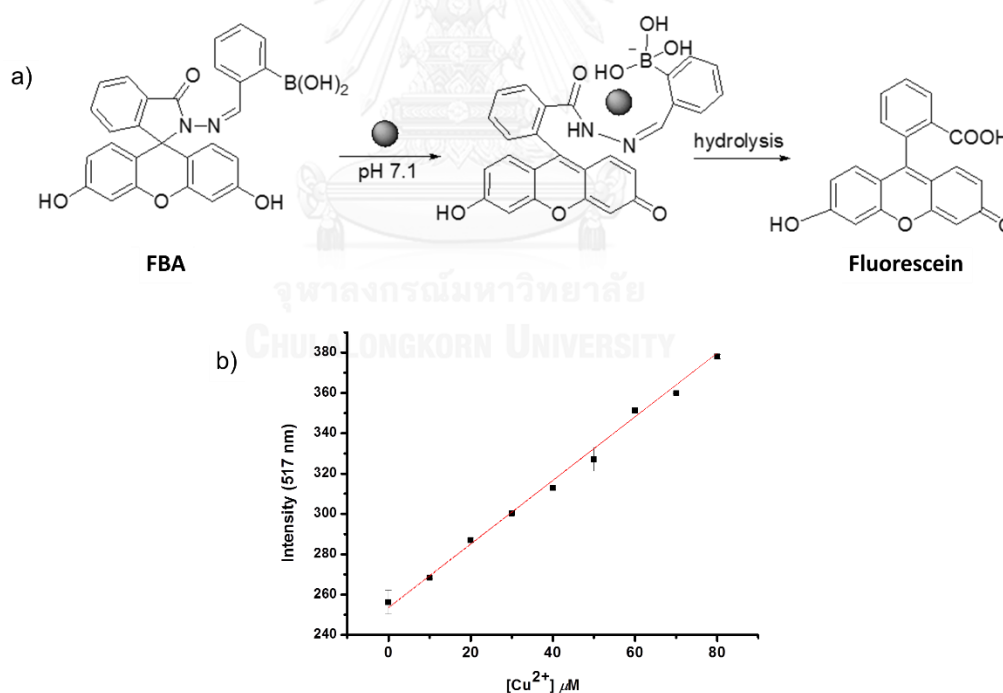 a)
O
N
N
B(OH)₂
HO
O
OH
FBA
pH 7.1
OH
B
OH
HO
−
O
NH
N
HO
O
O
hydrolysis
COOH
HO
O
O
Fluorescein
จุฬาลงกรณ์มหาวิทยาลัย
CHULALONGKORN UNIVERSITY
b)
Intensity (517 nm)
380
360
340
320
300
280
260
240
0 20 40 60 80
[Cu²⁺] μM